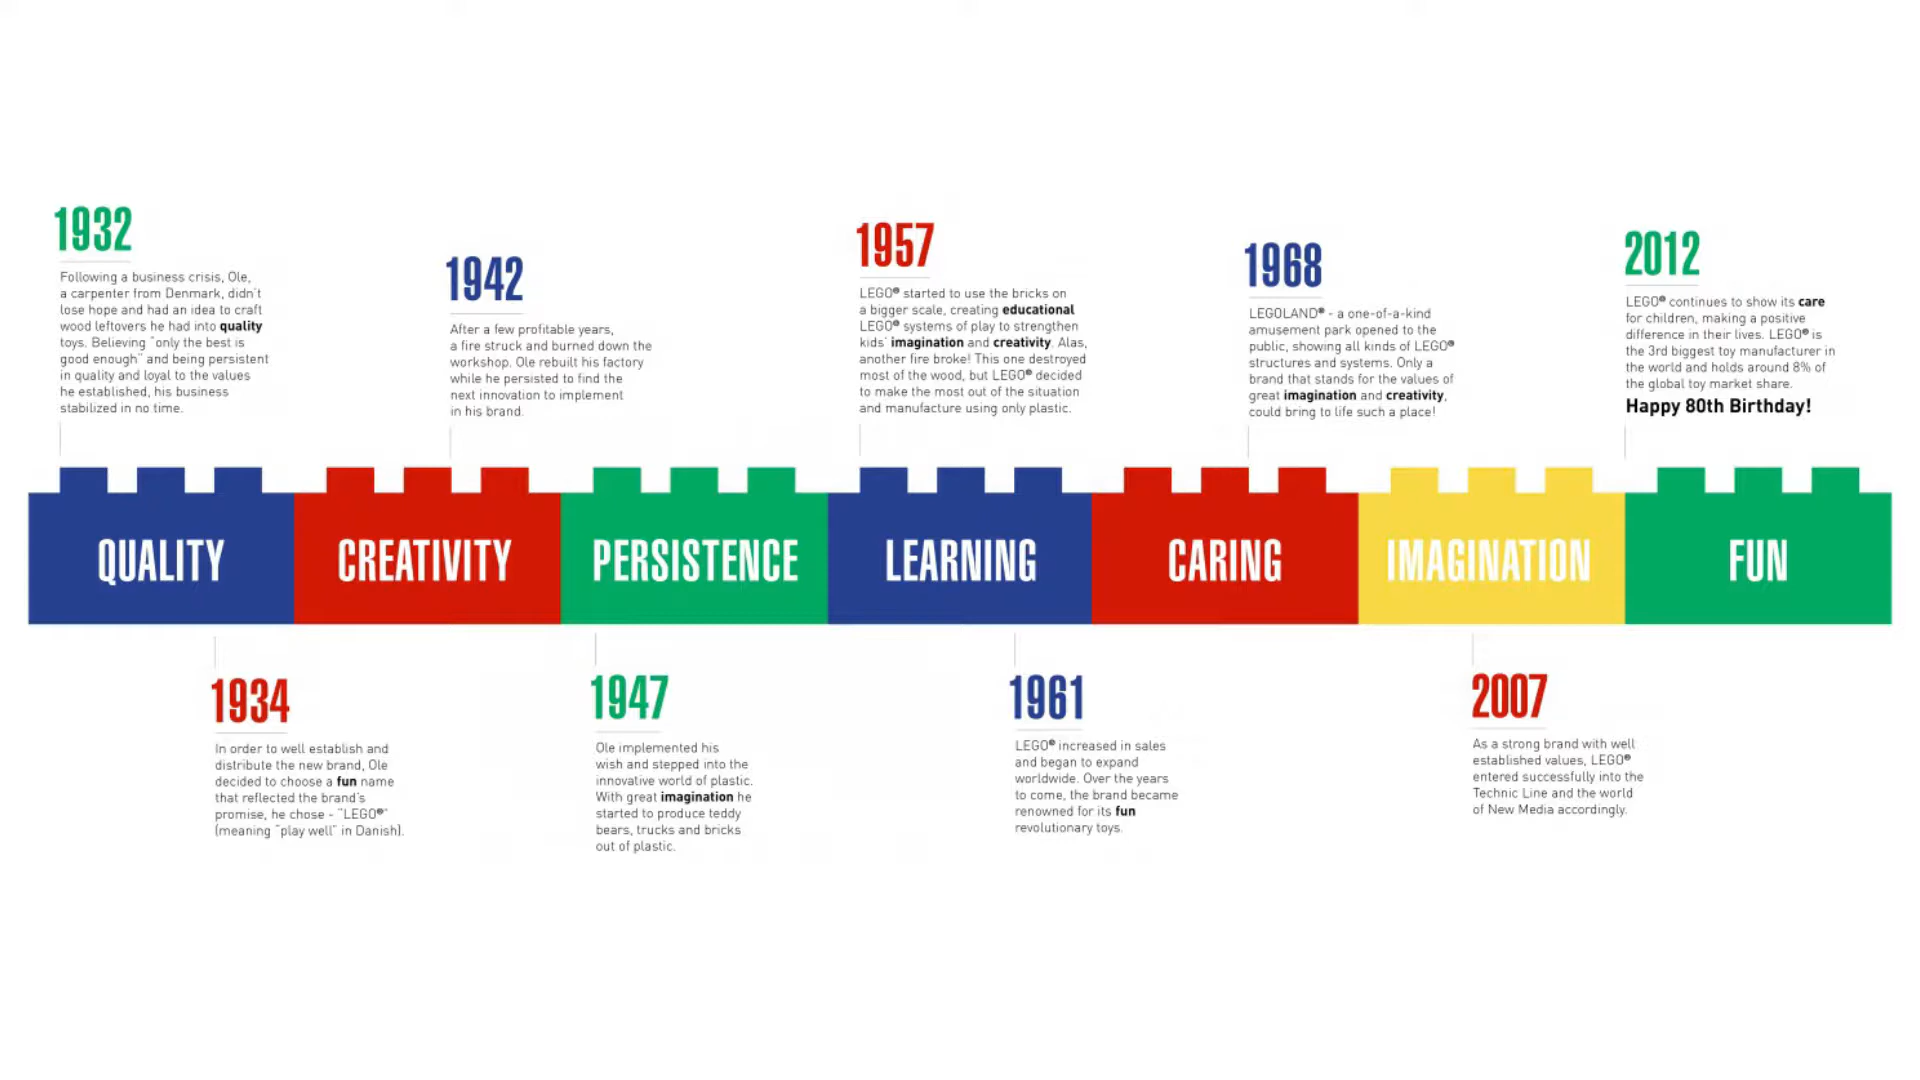 1932
Following a business crisis, Ole,
a carpenter from Denmark, didn't
lose hope and had an idea to craft
wood leftovers he had into quality
toys. Believing "only the best is
good enough" and being persistent
in quality and loyal to the values
he established, his business
stabilized in no time.
1942
After a few profitable years,
a fire struck and burned down the
workshop. Ole rebuilt his factory
while he persisted to find the
next innovation to implement
in his brand.
1957
LEGO® started to use the bricks on
a bigger scale, creating educational
LEGO® systems of play to strengthen
kids' imagination and creativity. Alas,
another fire broke! This one destroyed
most of the wood, but LEGO® decided
to make the most out of the situation
and manufacture using only plastic.
1968
LEGOLAND® - a one-of-a-kind
amusement park opened to the
public, showing all kinds of LEGO®
structures and systems. Only a
brand that stands for the values of
great imagination and creativity,
could bring to life such a place!
2012
LEGO® continues to show its care
for children, making a positive
difference in their lives. LEGO® is
the 3rd biggest toy manufacturer in
the world and holds around 8% of
the global toy market share.
Happy 80th Birthday!
QUALITY
CREATIVITY
PERSISTENCE
LEARNING
CARING
IMAGINATION
FUN
1934
In order to well establish and
distribute the new brand, Ole
decided to choose a fun name
that reflected the brand's
promise, he chose - "LEGO®"
(meaning "play well" in Danish).
1947
Ole implemented his
wish and stepped into the
innovative world of plastic.
With great imagination he
started to produce teddy
bears, trucks and bricks
out of plastic.
1961
LEGO® increased in sales
and began to expand
worldwide. Over the years
to come, the brand became
renowned for its fun
revolutionary toys.
2007
As a strong brand with well
established values, LEGO®
entered successfully into the
Technic Line and the world
of New Media accordingly.